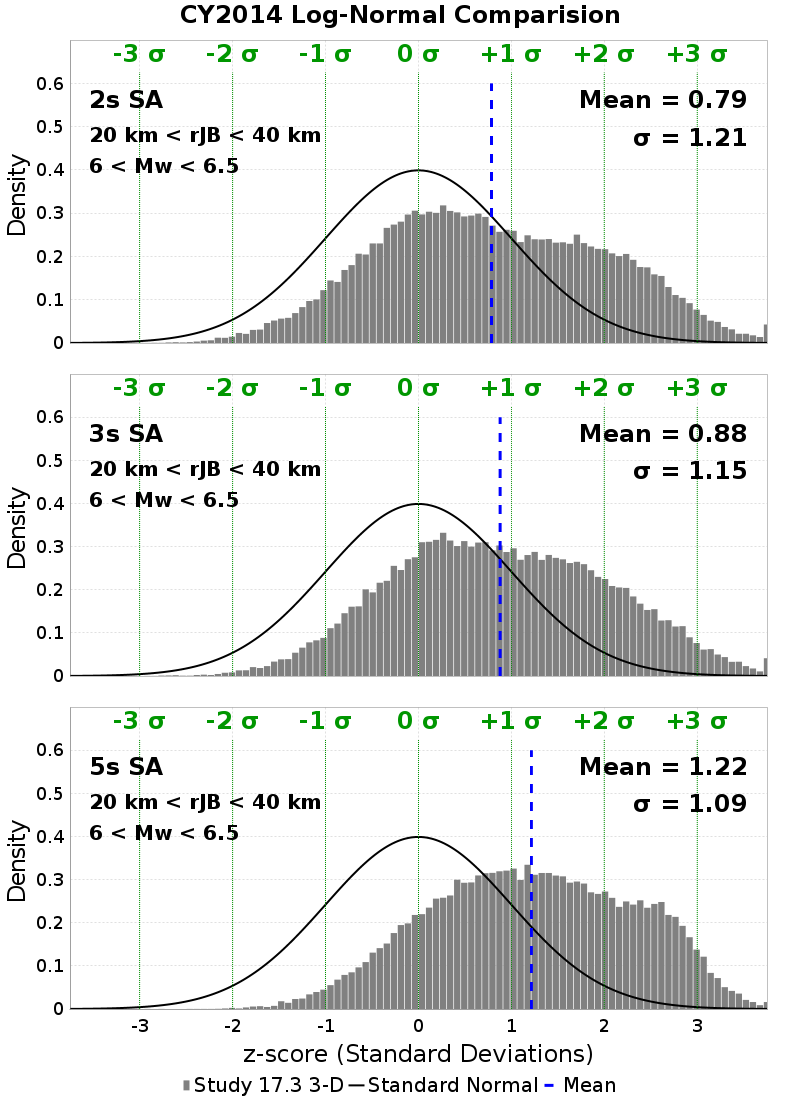 CY2014 Log-Normal Comparision
-3 σ -2 σ -1 σ 0 σ +1 σ +2 σ +3 σ
0.6
2s SA Mean = 0.79
0.5
20 km < rJB < 40 km σ = 1.21
6 < Mw < 6.5
0.4
0.3
0.2
0.1
0
Density
-3 σ -2 σ -1 σ 0 σ +1 σ +2 σ +3 σ
0.6
3s SA Mean = 0.88
0.5
20 km < rJB < 40 km σ = 1.15
6 < Mw < 6.5
0.4
0.3
0.2
0.1
0
Density
-3 σ -2 σ -1 σ 0 σ +1 σ +2 σ +3 σ
0.6
5s SA Mean = 1.22
0.5
20 km < rJB < 40 km σ = 1.09
6 < Mw < 6.5
0.4
0.3
0.2
0.1
0
Density
-3 -2 -1 0 1 2 3
z-score (Standard Deviations)
Study 17.3 3-D Standard Normal Mean